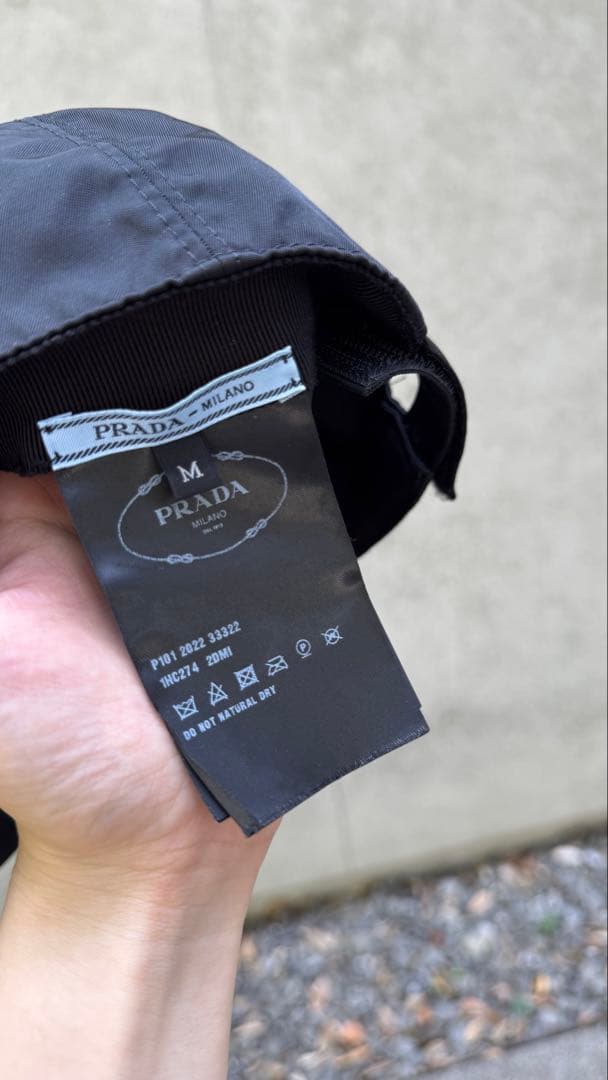 PRADA - MILANO
M
PRADA
MILANO
DAL 1913
P101 2022 33322
1HC274 2DMI
P
DO NOT NATURAL DRY